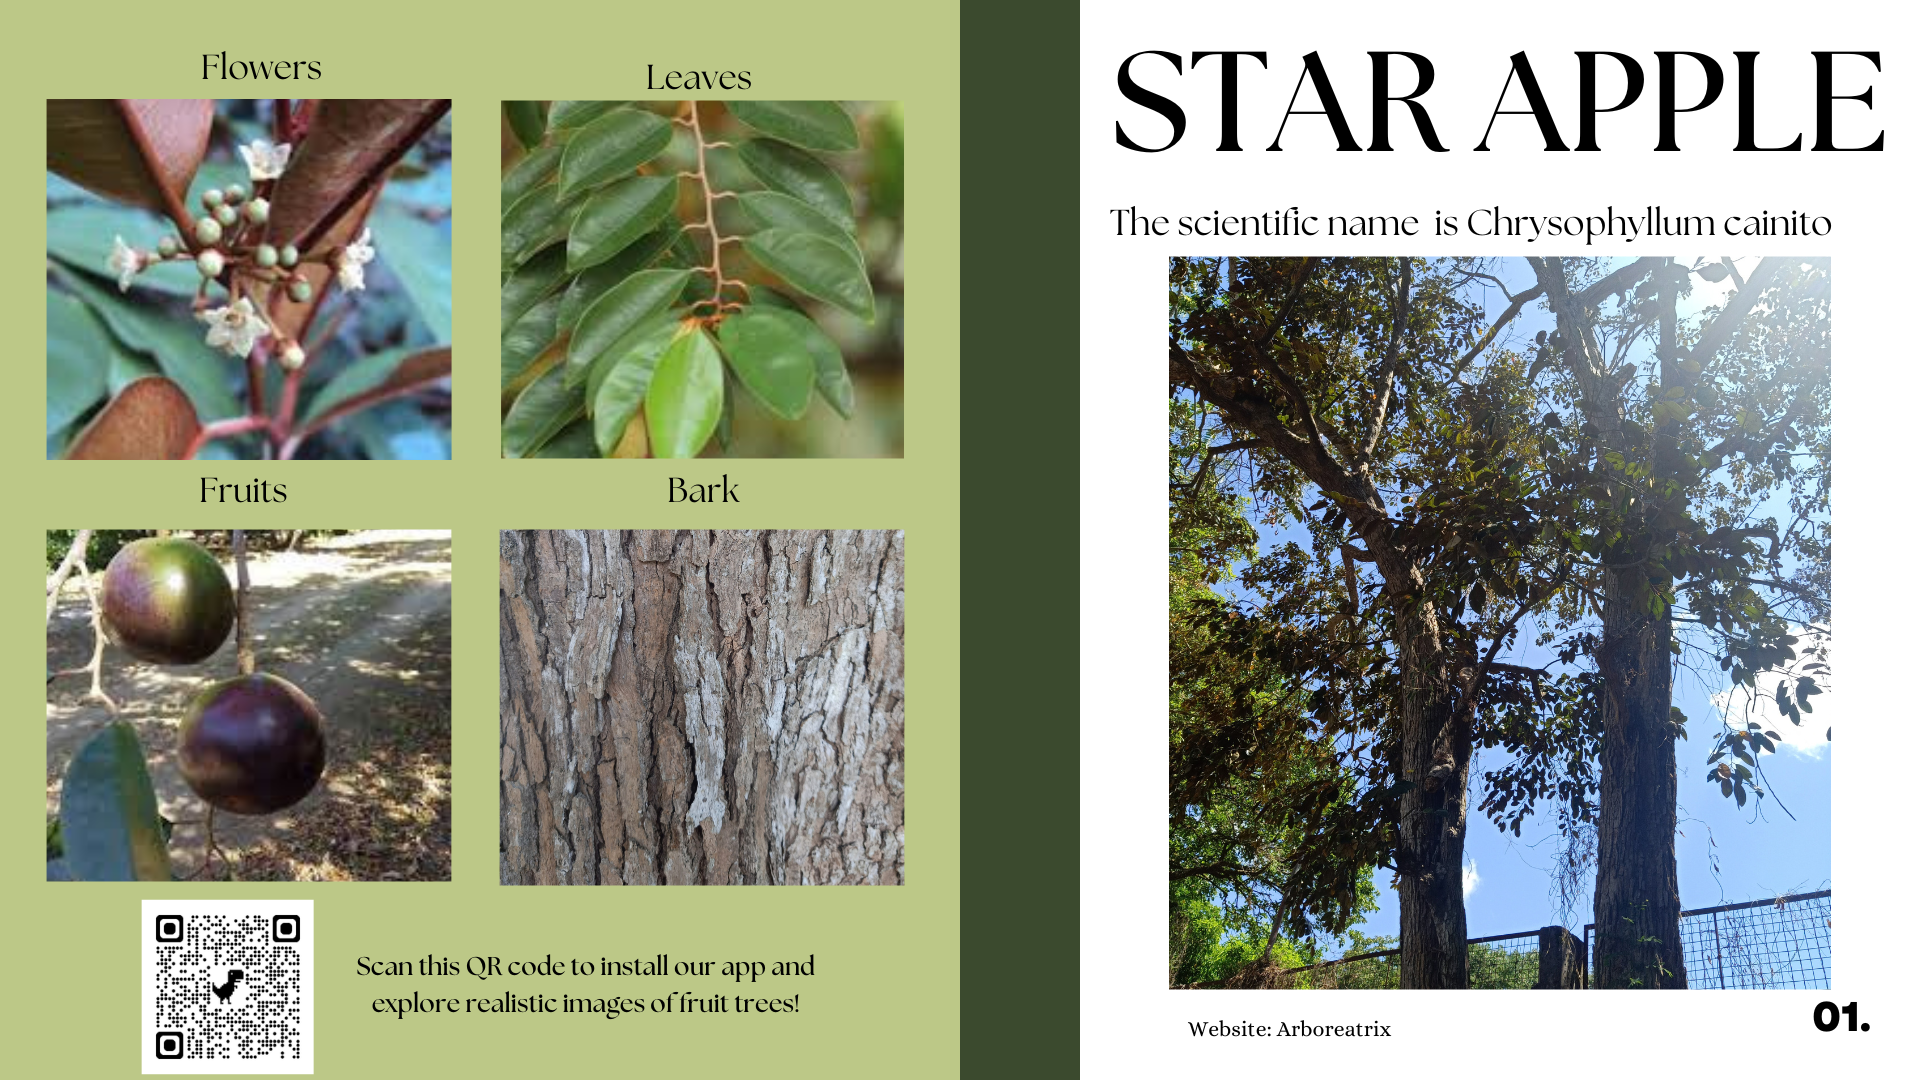 Flowers
Leaves
Fruits
Bark
Scan this QR code to install our app and
explore realistic images of fruit trees!
STAR APPLE
The scientific name is Chrysophyllum cainito
Website: Arboreatrix
01.